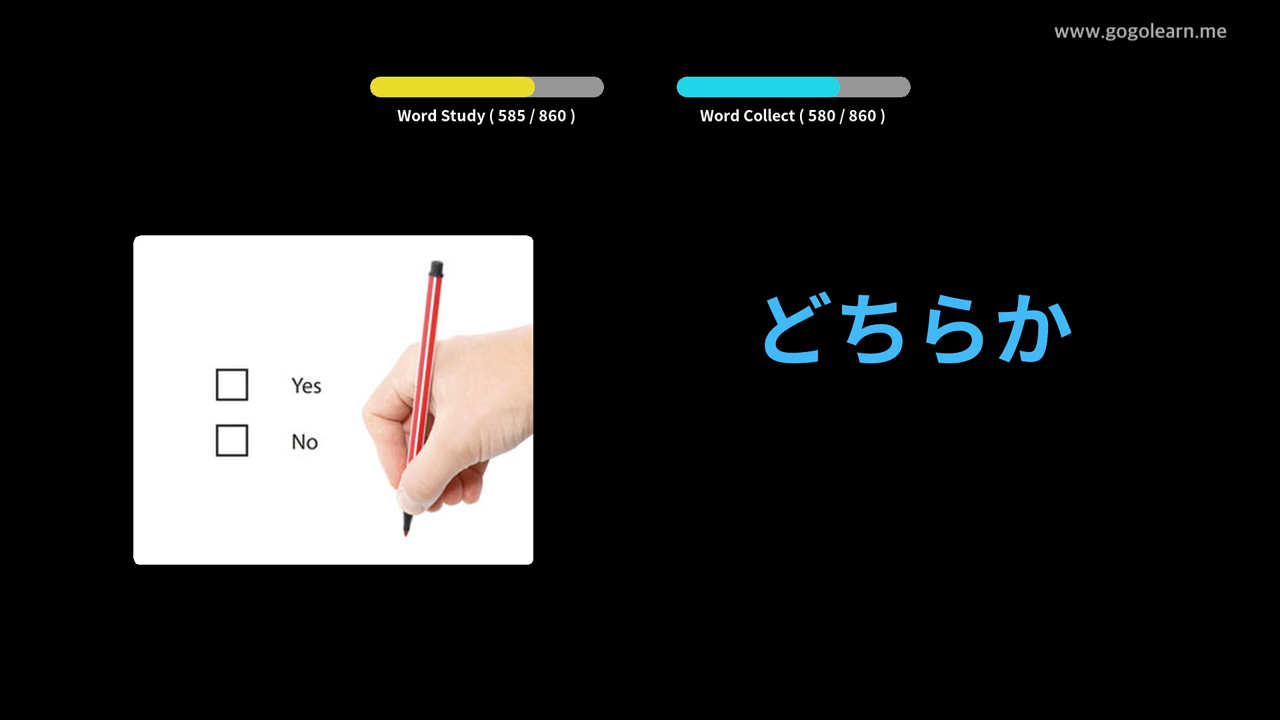 www.gogolearn.me
Word Study ( 585 / 860 )
Word Collect ( 580 / 860 )
どちらか
Yes
No